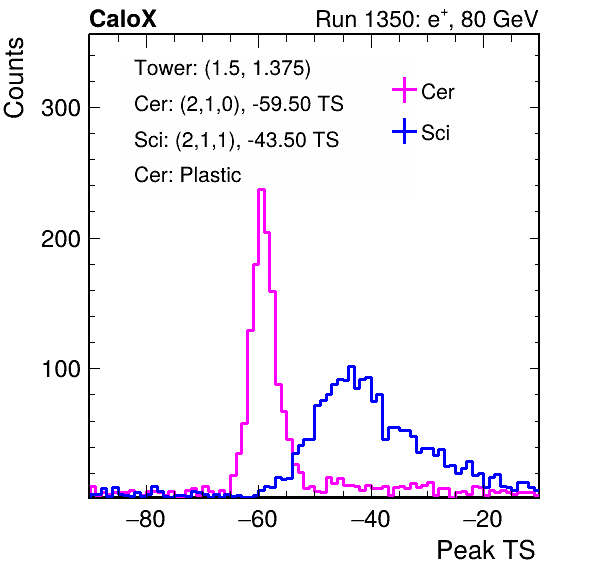 CaloX Run 1350: e⁺, 80 GeV
Counts
Tower: (1.5, 1.375)
Cer: (2,1,0), -59.50 TS
Sci: (2,1,1), -43.50 TS
Cer: Plastic
Cer
Sci
300
200
100
−80 −60 −40 −20
Peak TS